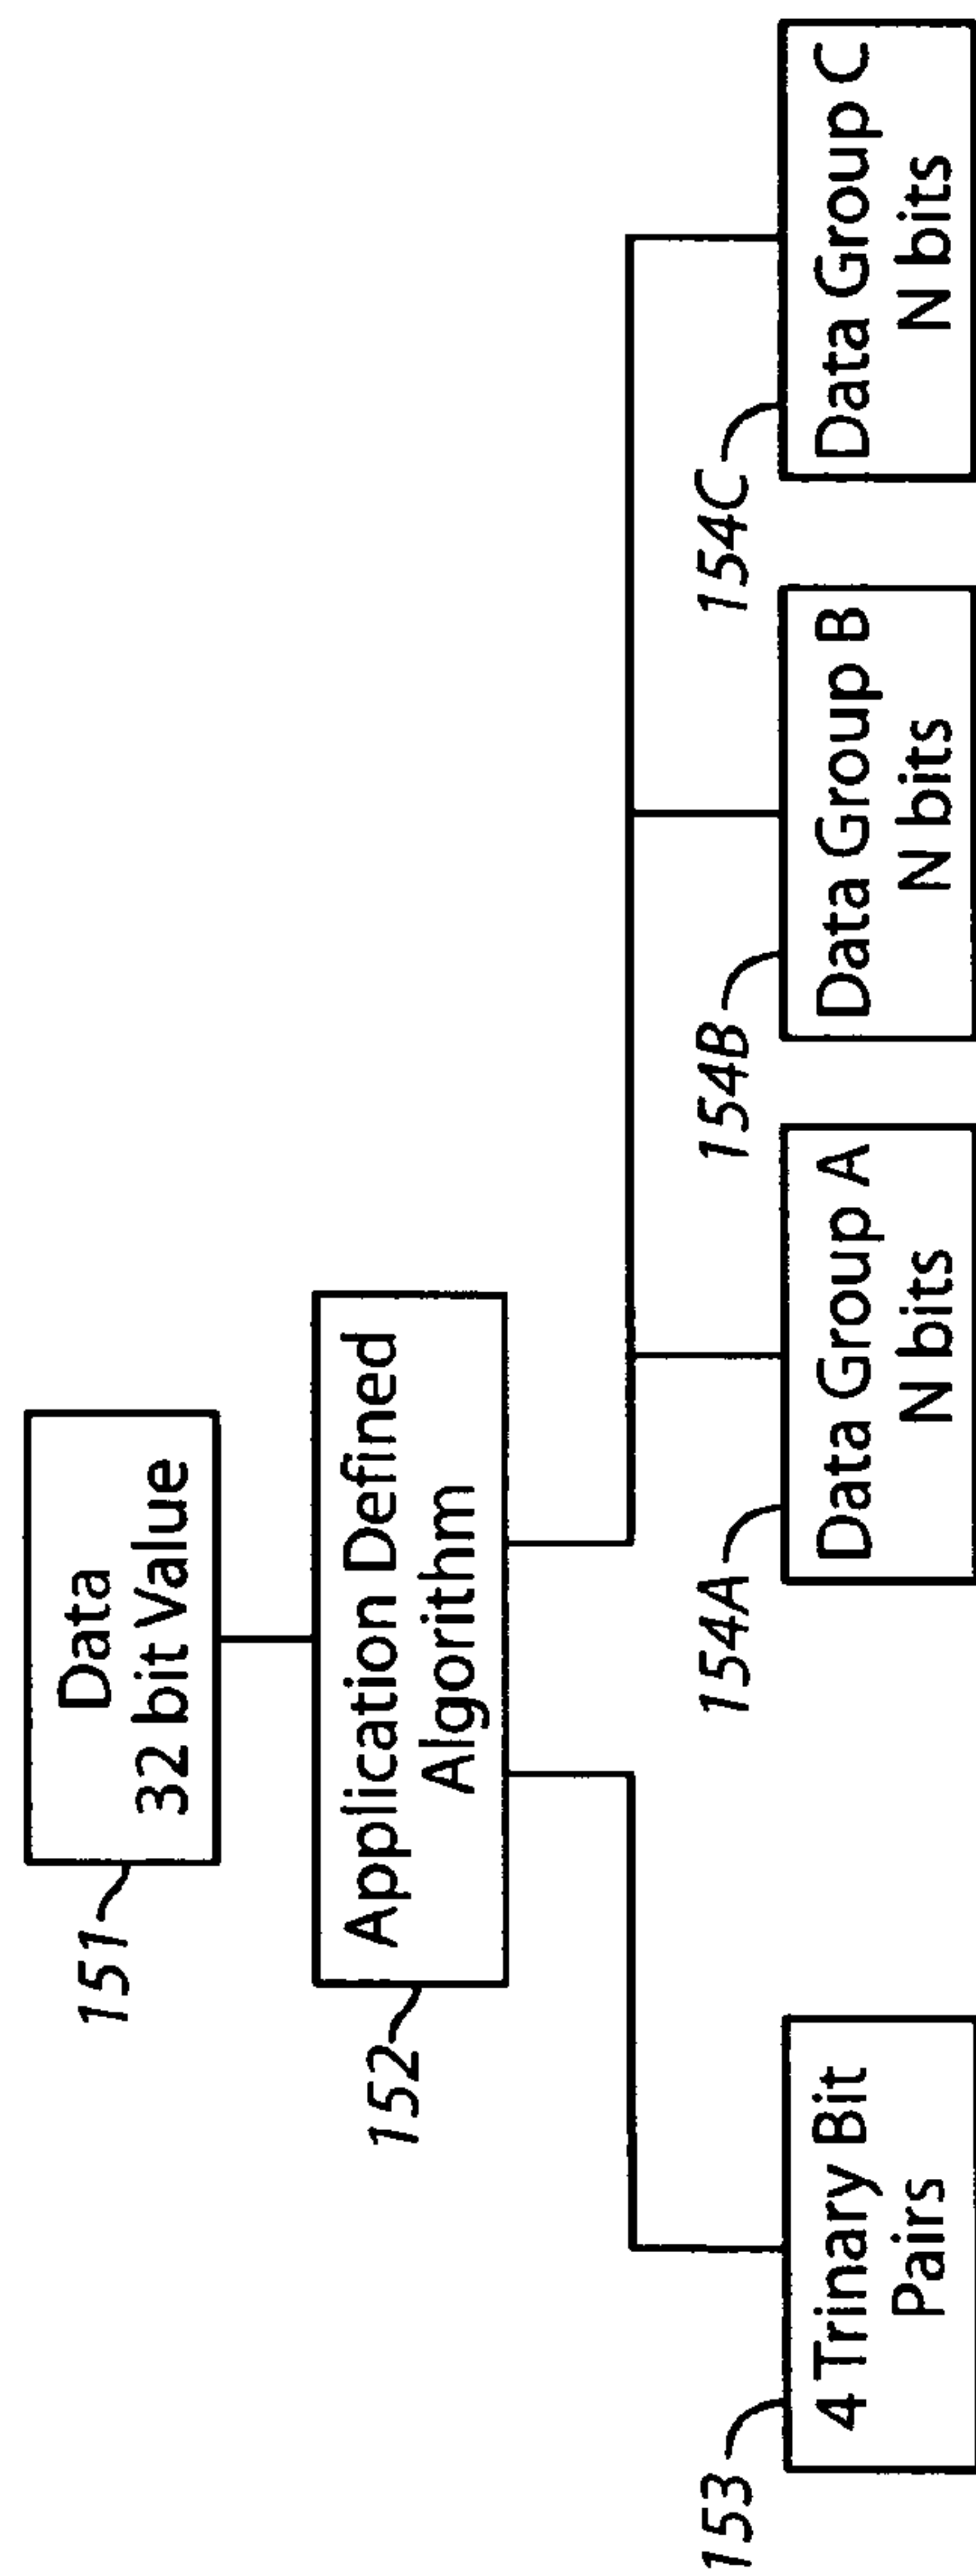 151
Data
32 bit Value
152
Application Defined
Algorithm
153
4 Trinary Bit
Pairs
154A
Data Group A
N bits
154B
Data Group B
N bits
154C
Data Group C
N bits